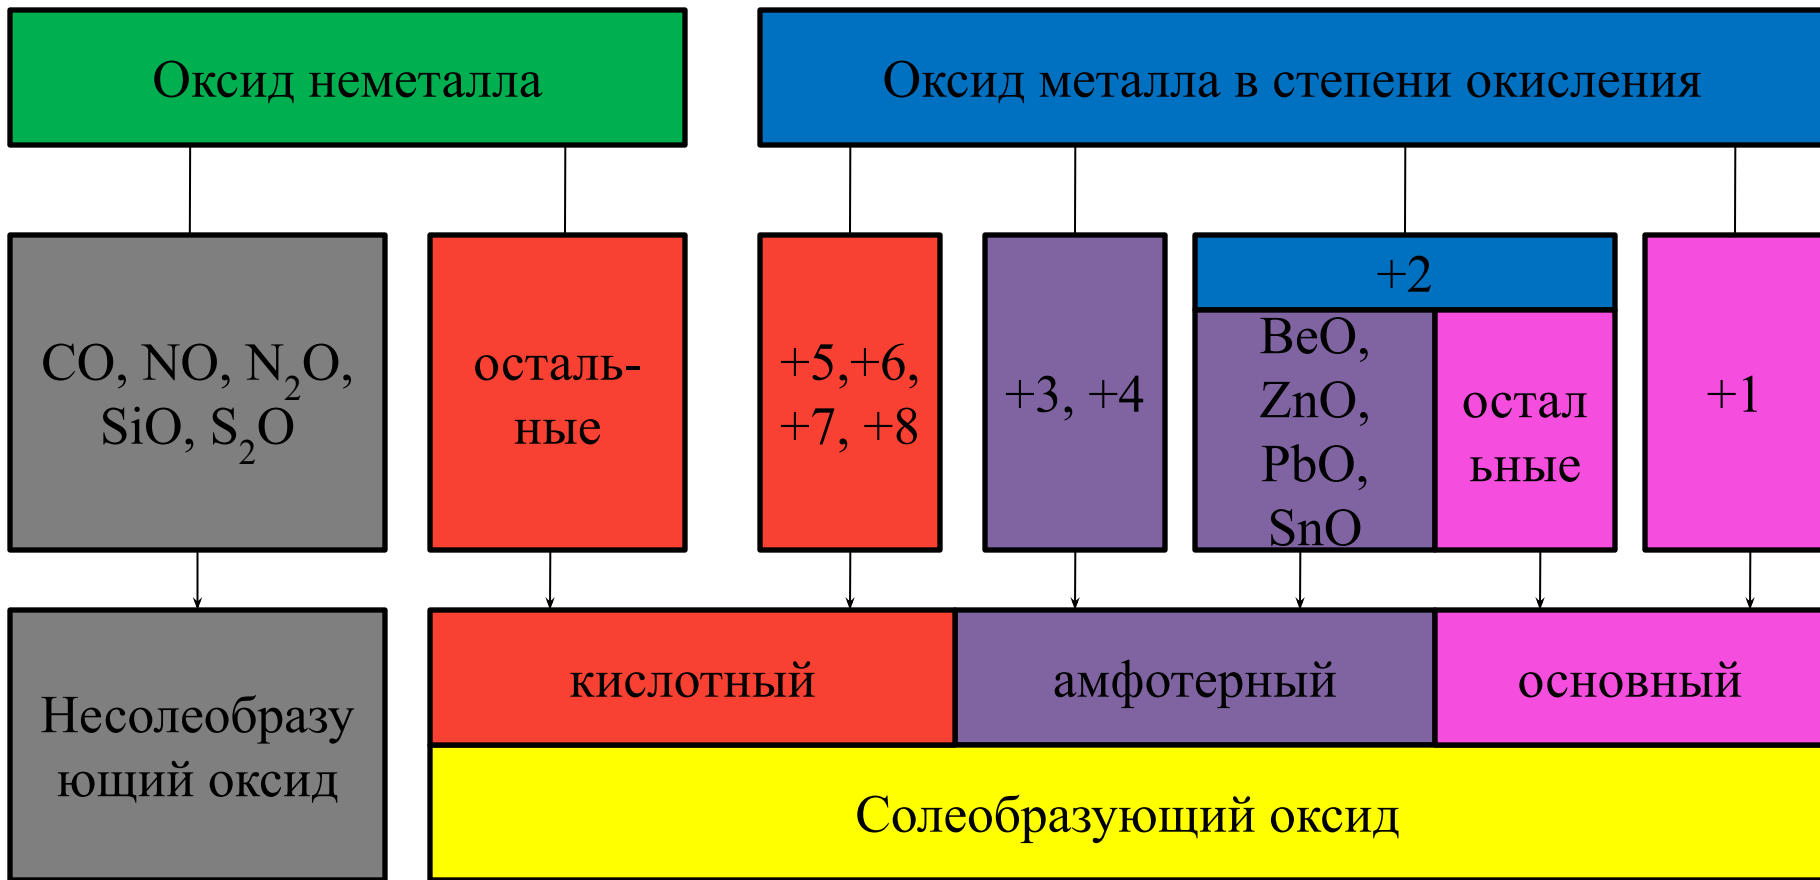 Оксид неметалла
Оксид металла в степени окисления
CO, NO, N₂O,
SiO, S₂O
осталь-
ные
+5,+6,
+7, +8
+3, +4
+2
BeO,
ZnO,
PbO,
SnO
остал
ьные
+1
Несолеобразу
ющий оксид
кислотный
амфотерный
основный
Солеобразующий оксид